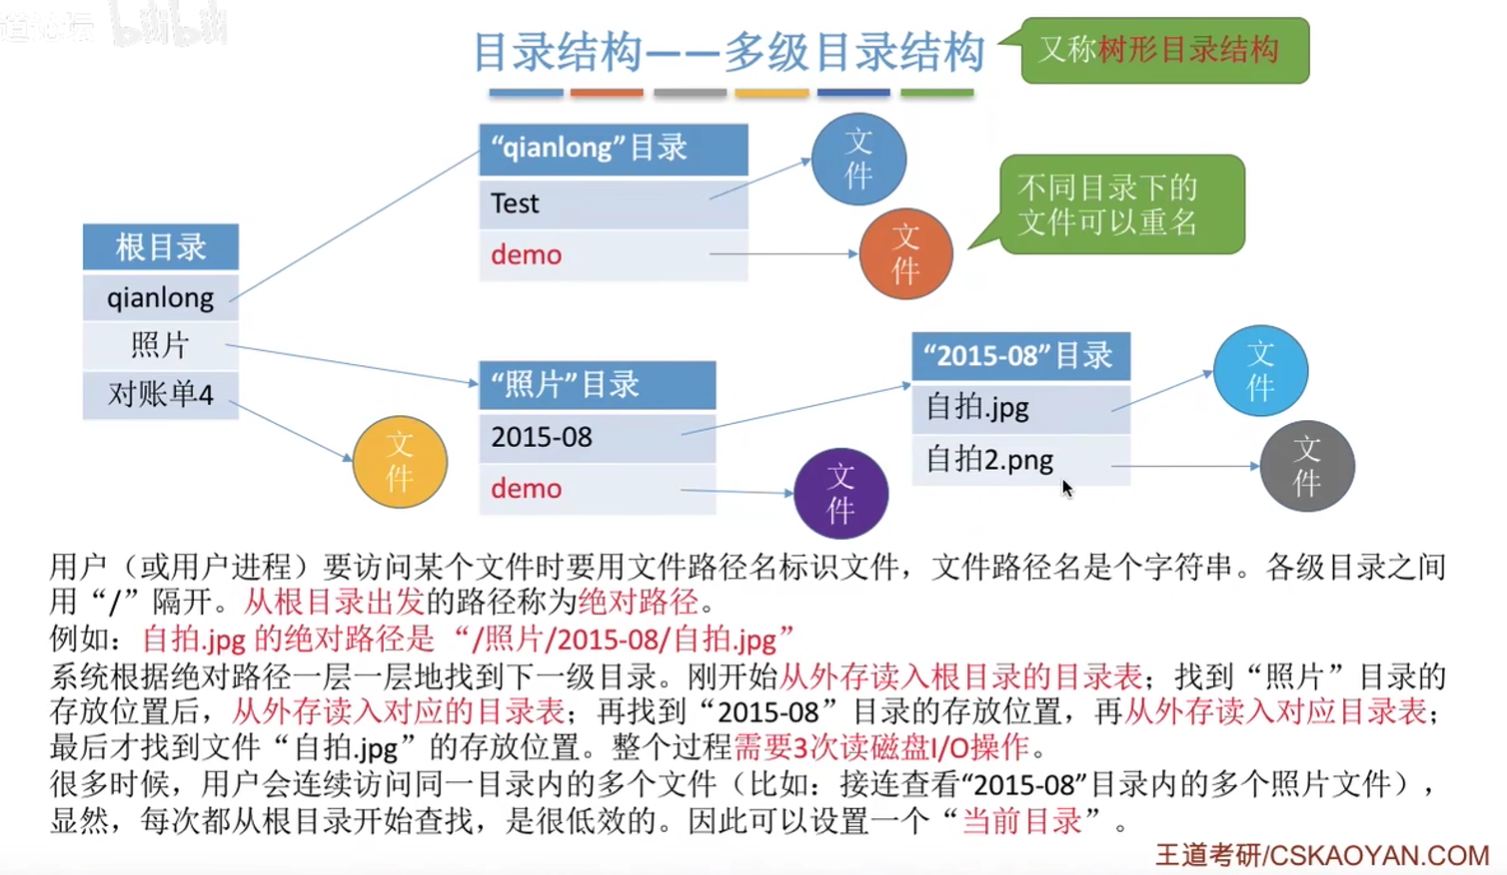 道论坛 bilibili
目录结构——多级目录结构
又称树形目录结构
“qianlong”目录
Test
demo
文
件
文
件
不同目录下的
文件可以重名
根目录
qianlong
照片
对账单4
文
件
“照片”目录
2015-08
demo
文
件
“2015-08”目录
自拍.jpg
自拍2.png
文
件
文
件
用户（或用户进程）要访问某个文件时要用文件路径名标识文件，文件路径名是个字符串。各级目录之间
用“/”隔开。从根目录出发的路径称为绝对路径。
例如：自拍.jpg 的绝对路径是 “/照片/2015-08/自拍.jpg”
系统根据绝对路径一层一层地找到下一级目录。刚开始从外存读入根目录的目录表；找到“照片”目录的
存放位置后，从外存读入对应的目录表；再找到“2015-08”目录的存放位置，再从外存读入对应目录表；
最后才找到文件“自拍.jpg”的存放位置。整个过程需要3次读磁盘I/O操作。
很多时候，用户会连续访问同一目录内的多个文件（比如：接连查看“2015-08”目录内的多个照片文件），
显然，每次都从根目录开始查找，是很低效的。因此可以设置一个“当前目录”。
王道考研/CSKAOYAN.COM